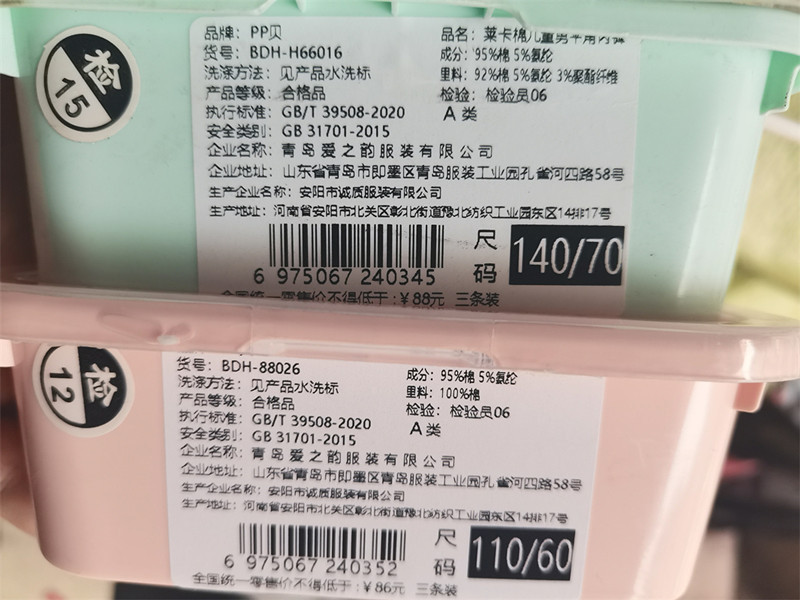 检
15
品牌：PP贝
品名：莱卡棉儿童男平角内裤
货号：BDH-H66016
成分：95%棉 5%氨纶
洗涤方法：见产品水洗标
里料：92%棉 5%氨纶 3%聚酯纤维
产品等级：合格品
检验：检验员06
执行标准：GB/T 39508-2020
A类
安全类别：GB 31701-2015
企业名称：青岛爱之韵服装有限公司
企业地址：山东省青岛市即墨区青岛服装工业园孔雀河四路58号
生产企业名称：安阳市诚质服装有限公司
生产地址：河南省安阳市北关区彰北街道豫北纺织工业园东区14排17号
尺码
140/70
6 975067 240345
全国统一零售价不得低于：¥88元 三条装
检
12
货号：BDH-88026
成分：95%棉 5%氨纶
洗涤方法：见产品水洗标
里料：100%棉
产品等级：合格品
检验：检验员06
执行标准：GB/T 39508-2020
A类
安全类别：GB 31701-2015
企业名称：青岛爱之韵服装有限公司
企业地址：山东省青岛市即墨区青岛服装工业园孔雀河四路58号
生产企业名称：安阳市诚质服装有限公司
生产地址：河南省安阳市北关区彰北街道豫北纺织工业园东区14排17号
尺码
110/60
6 975067 240352
全国统一零售价不得低于：¥86元 三条装